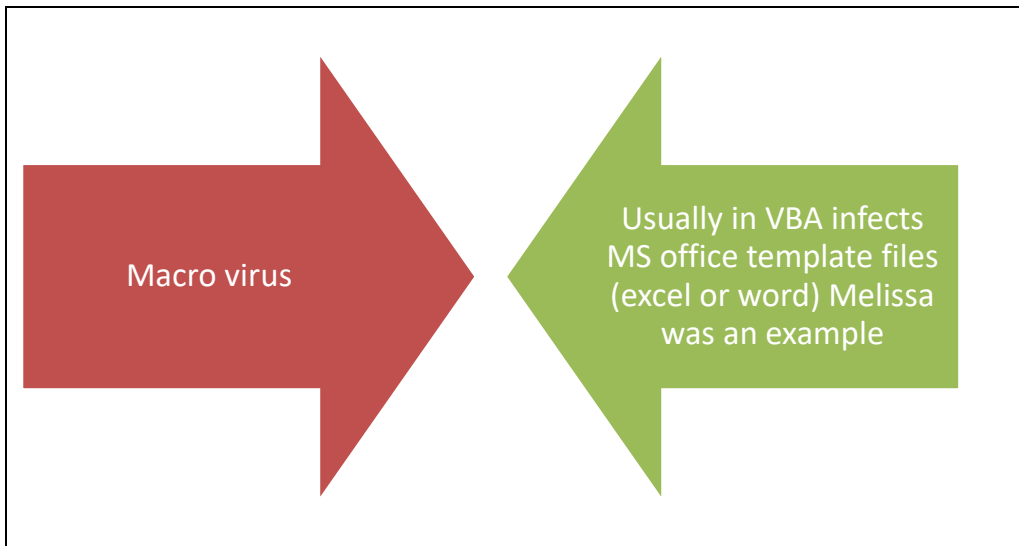 Macro virus
Usually in VBA infects
MS office template files
(excel or word) Melissa
was an example